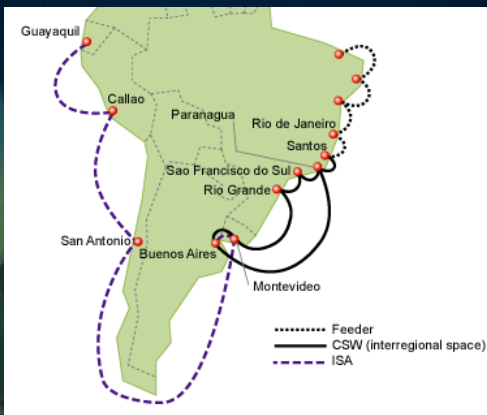 Guayaquil
Callao
Paranagua
Rio de Janeiro
Santos
Sao Francisco do Sul
Rio Grande
San Antonio
Buenos Aires
Montevideo
Feeder
CSW (interregional space)
ISA